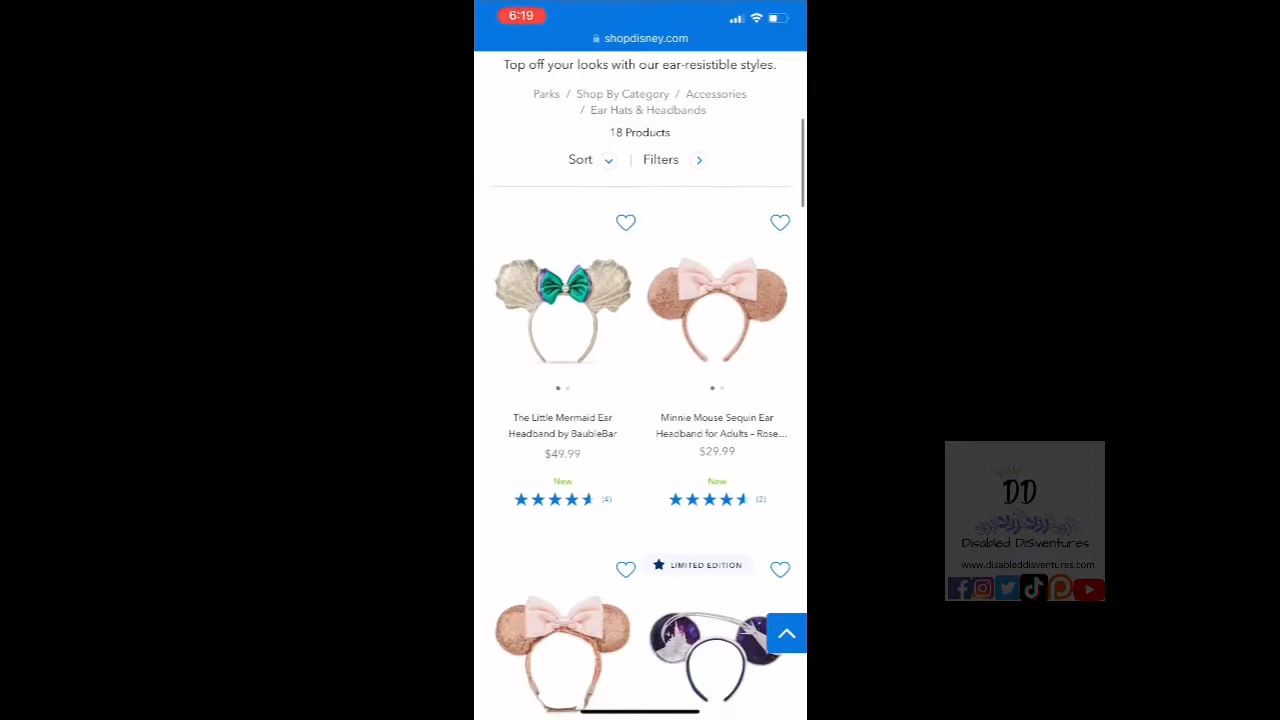 6:19
shopdisney.com
Top off your looks with our ear-resistible styles.
Parks / Shop By Category / Accessories
/ Ear Hats & Headbands
18 Products
Sort | Filters
The Little Mermaid Ear
Headband by BaubleBar
$49.99
New
(4)
Minnie Mouse Sequin Ear
Headband for Adults – Rose...
$29.99
New
(2)
LIMITED EDITION
DD
Disabled DiSventures
www.disableddisventures.com